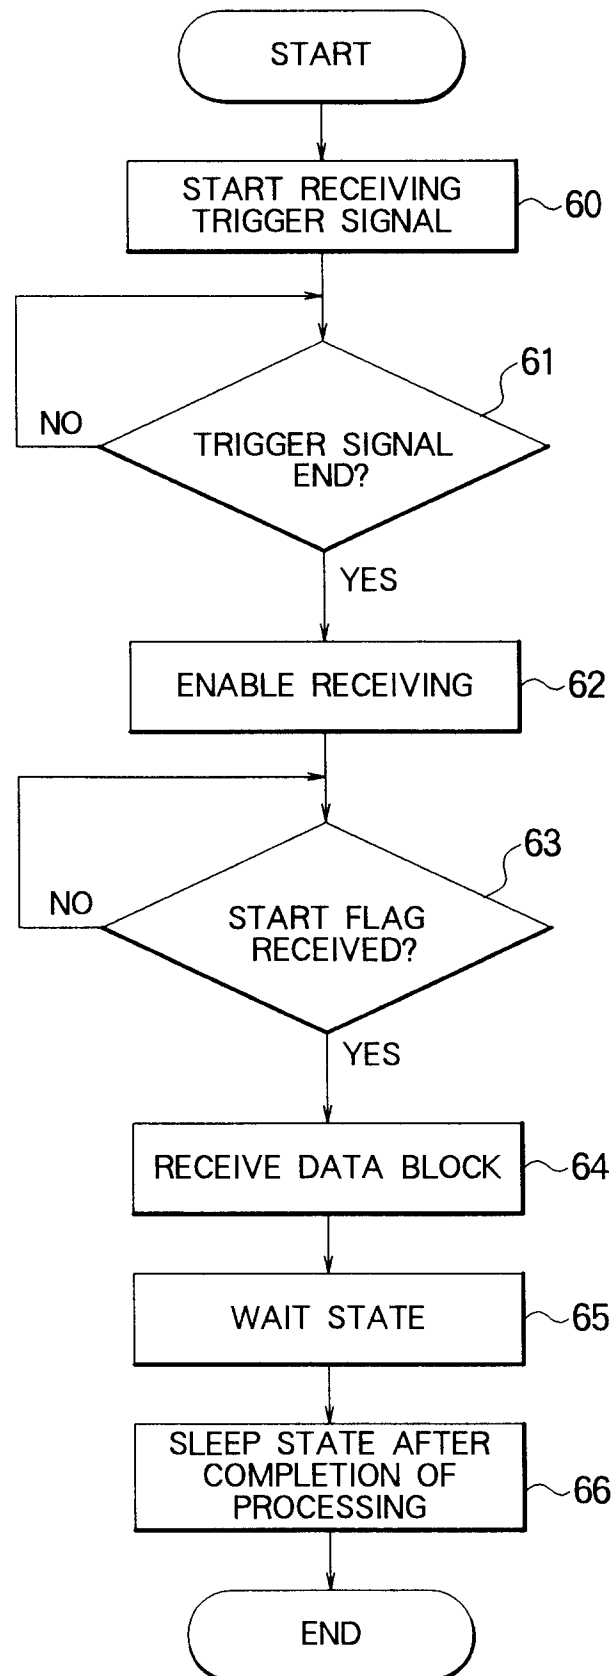 START
START RECEIVING
TRIGGER SIGNAL
60
61
NO
TRIGGER SIGNAL
END?
YES
ENABLE RECEIVING
62
63
NO
START FLAG
RECEIVED?
YES
RECEIVE DATA BLOCK
64
WAIT STATE
65
SLEEP STATE AFTER
COMPLETION OF
PROCESSING
66
END